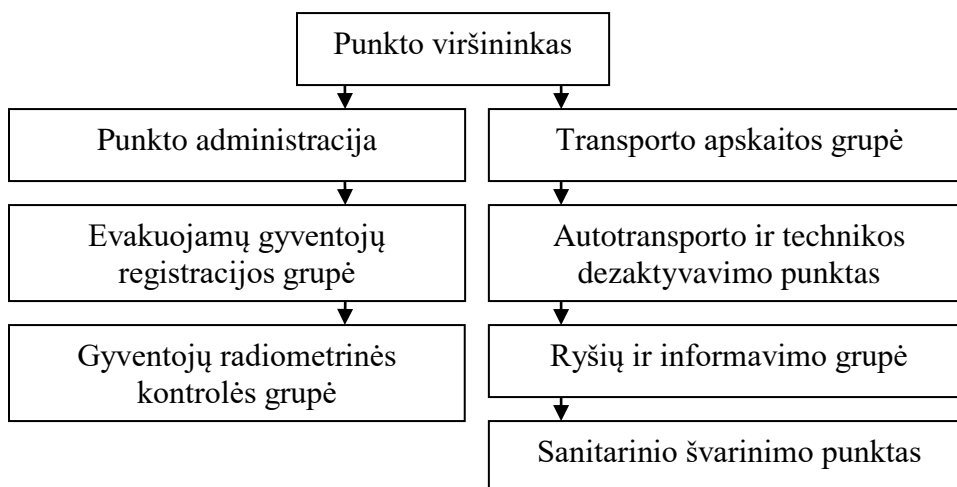 Punkto viršininkas
Punkto administracija
Transporto apskaitos grupė
Evakuojamų gyventojų
registracijos grupė
Autotransporto ir technikos
dezaktyvavimo punktas
Gyventojų radiometrinės
kontrolės grupė
Ryšių ir informavimo grupė
Sanitarinio švarinimo punktas